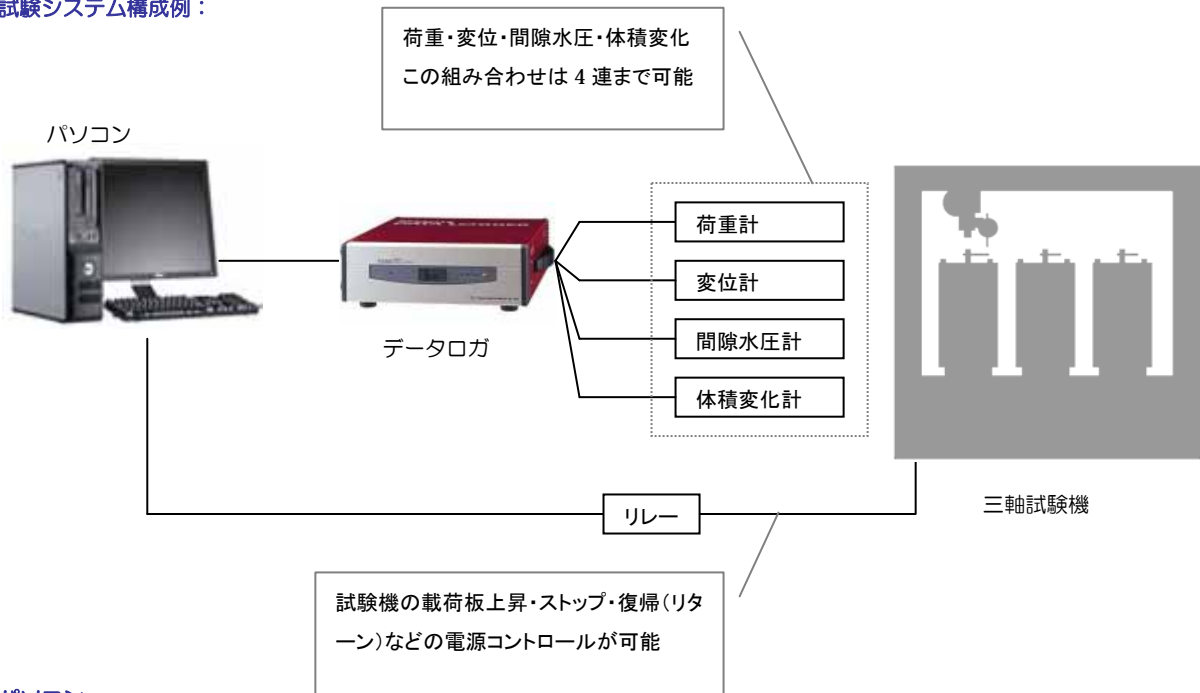 試験システム構成例：
荷重・変位・間隙水圧・体積変化
この組み合わせは 4 連まで可能
パソコン
データロガ
荷重計
変位計
間隙水圧計
体積変化計
三軸試験機
リレー
試験機の載荷板上昇・ストップ・復帰（リタ
ーン）などの電源コントロールが可能
パソコン